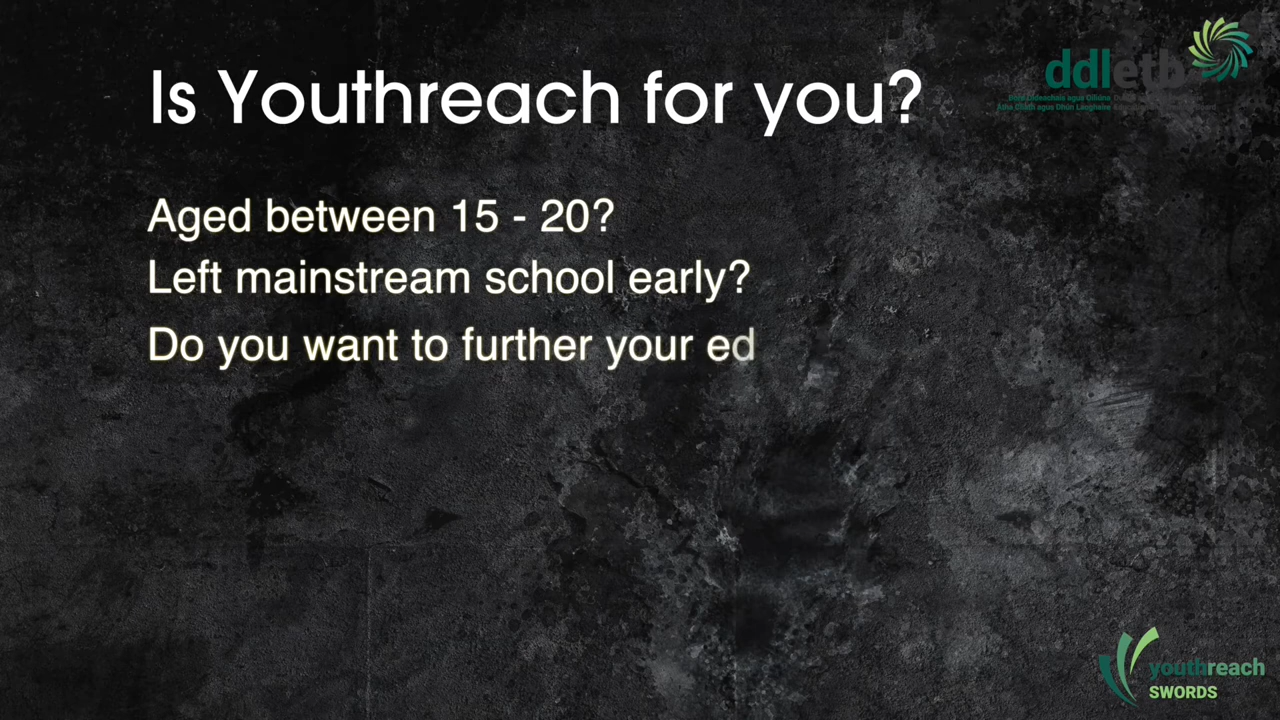 Is Youthreach for you?
ddletb
Aged between 15 - 20?
Left mainstream school early?
Do you want to further your ed
youthreach
SWORDS